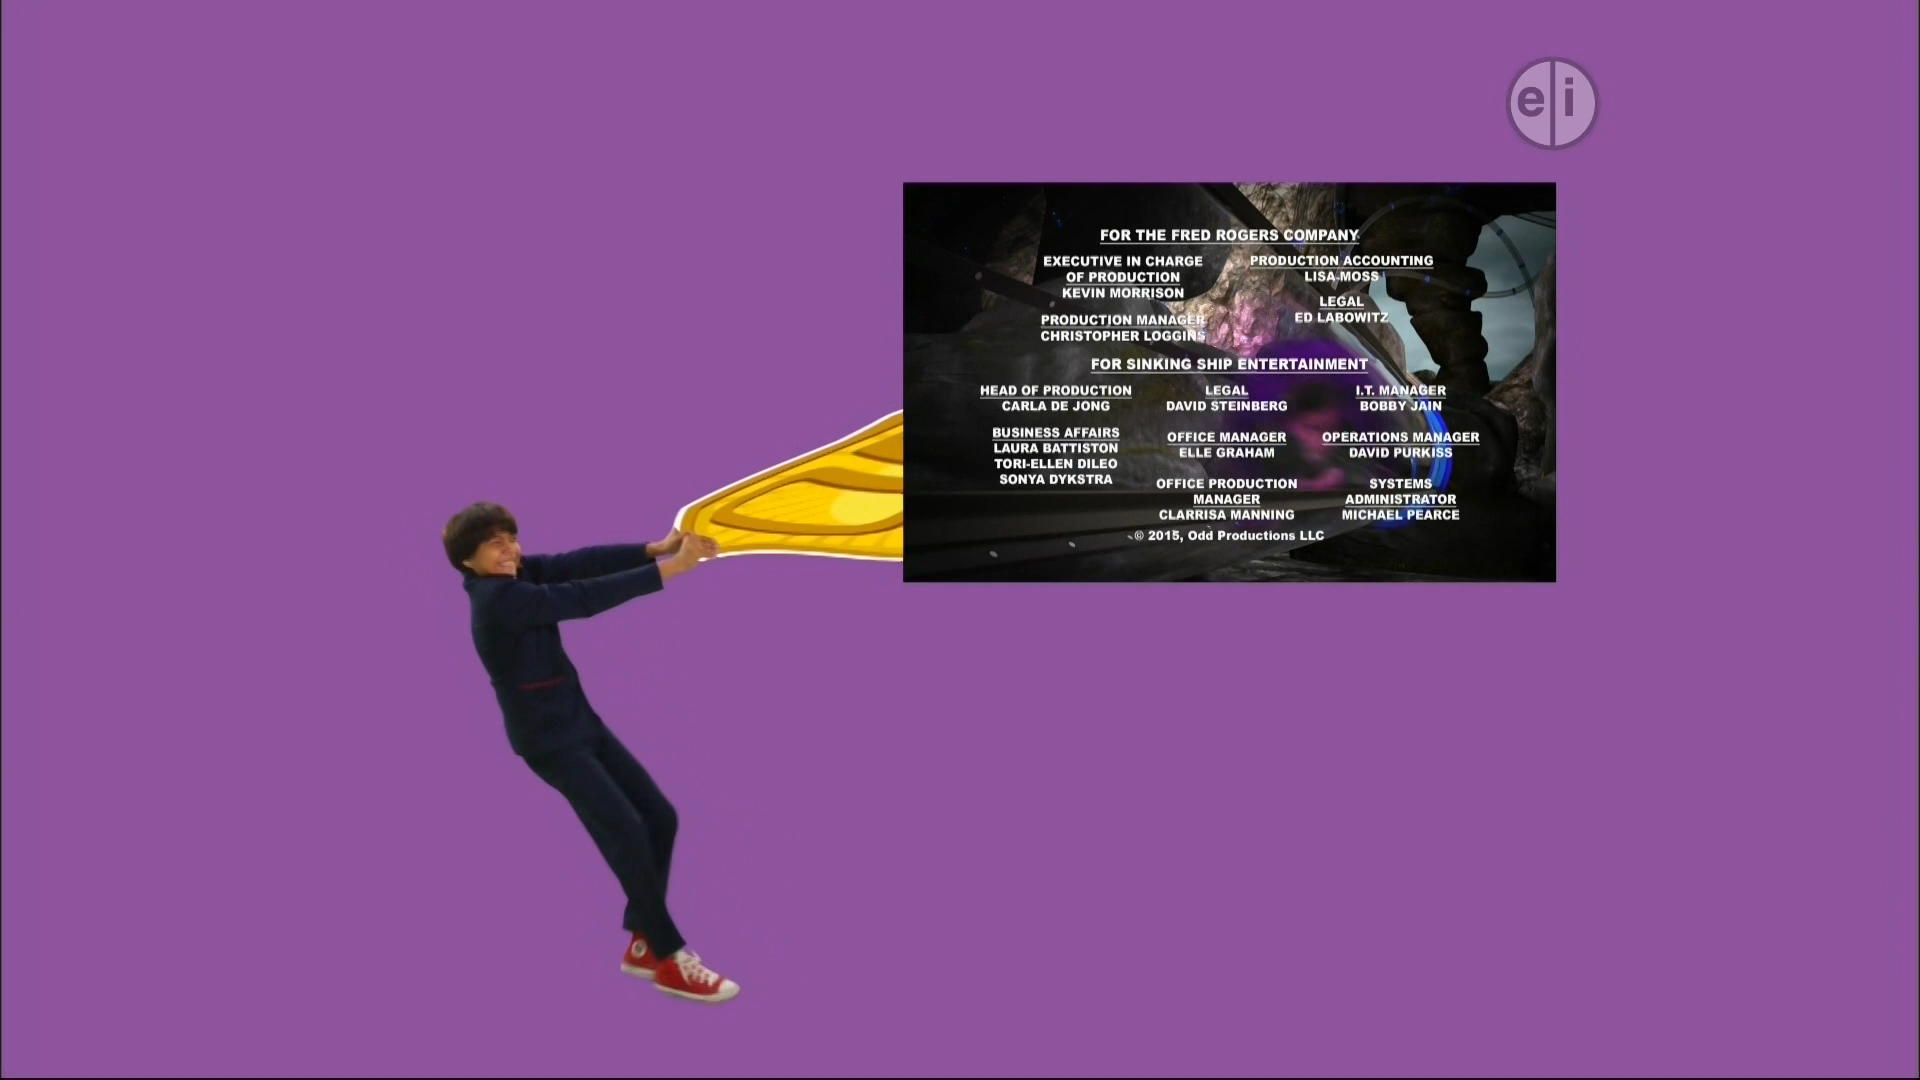 e i
FOR THE FRED ROGERS COMPANY
EXECUTIVE IN CHARGE
OF PRODUCTION
KEVIN MORRISON
PRODUCTION MANAGER
CHRISTOPHER LOGGINS
PRODUCTION ACCOUNTING
LISA MOSS
LEGAL
ED LABOWITZ
FOR SINKING SHIP ENTERTAINMENT
HEAD OF PRODUCTION
CARLA DE JONG
BUSINESS AFFAIRS
LAURA BATTISTON
TORI-ELLEN DILEO
SONYA DYKSTRA
LEGAL
DAVID STEINBERG
OFFICE MANAGER
ELLE GRAHAM
OFFICE PRODUCTION
MANAGER
CLARRISA MANNING
I.T. MANAGER
BOBBY JAIN
OPERATIONS MANAGER
DAVID PURKISS
SYSTEMS
ADMINISTRATOR
MICHAEL PEARCE
© 2015, Odd Productions LLC